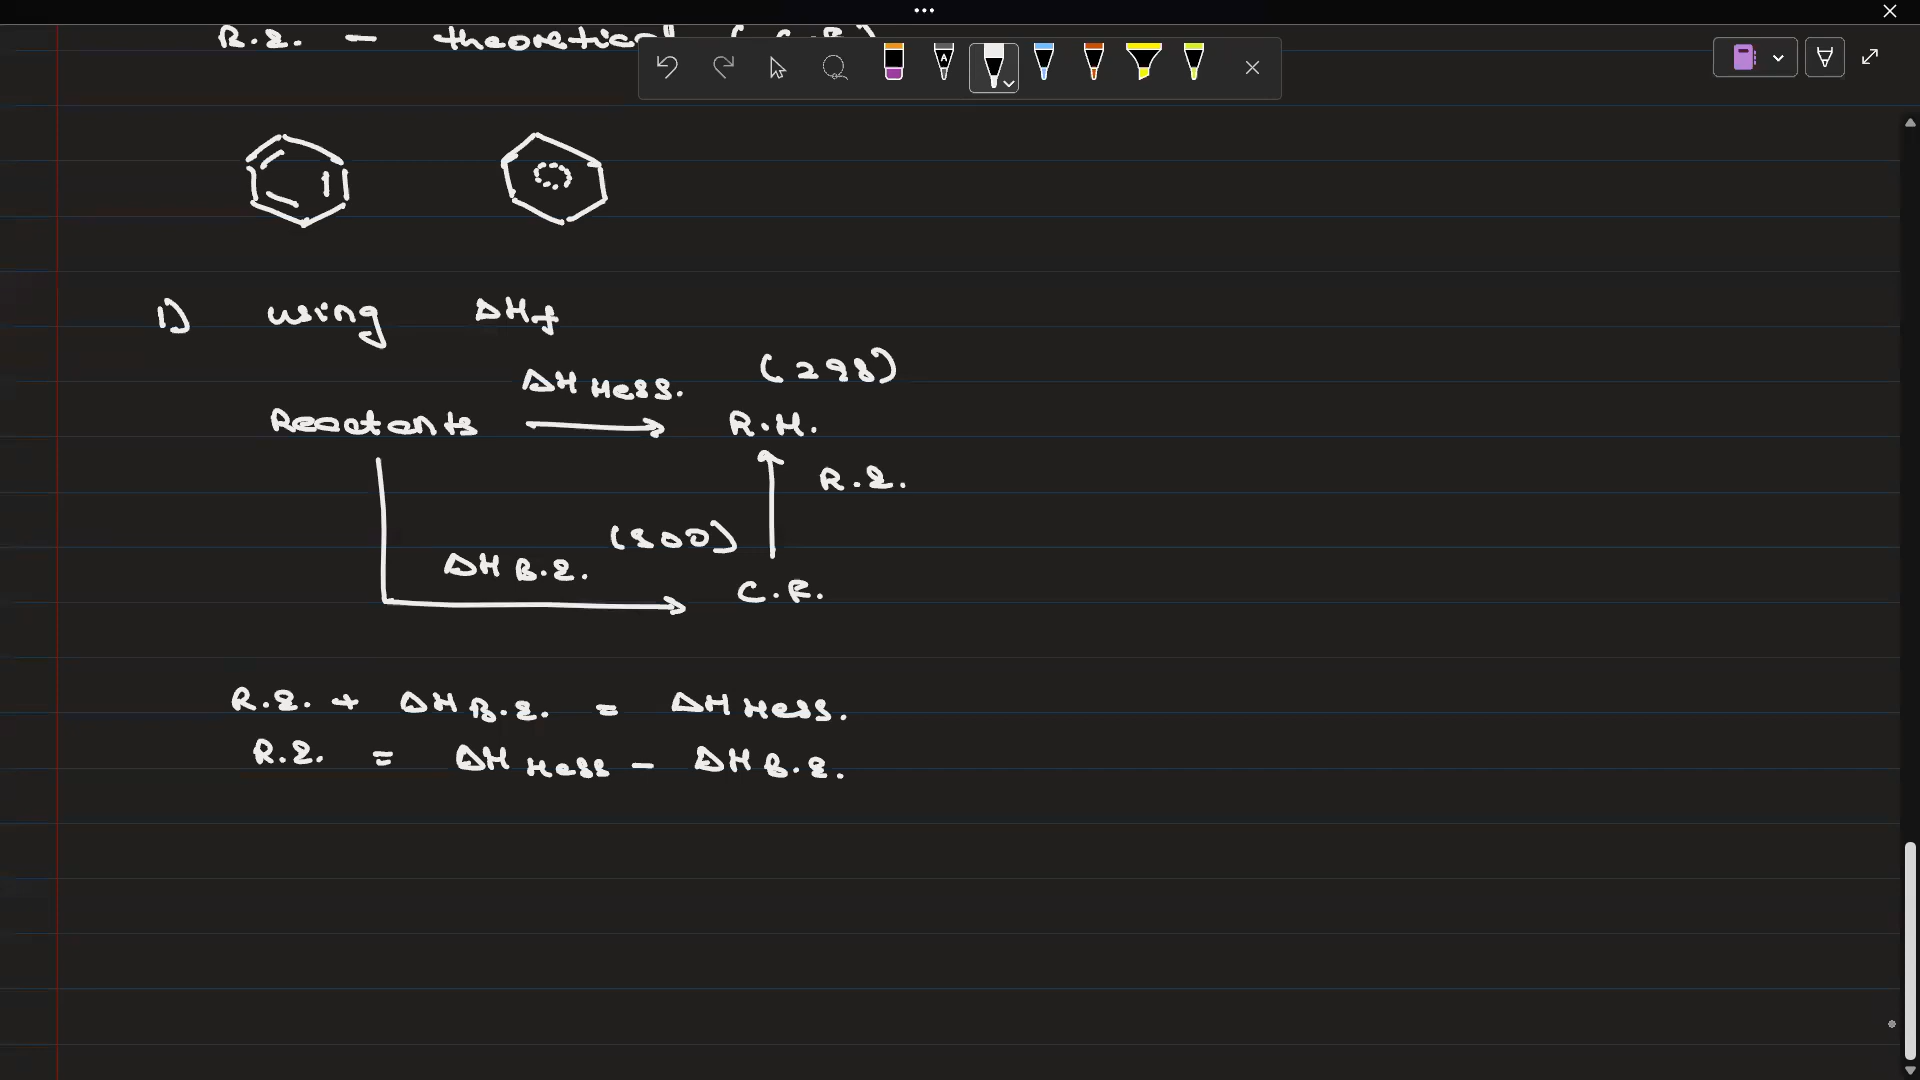 R.E. - theoretical
1) using ΔHf
ΔH Hess. (298)
Reactants → R.H.
R.E.
(300)
ΔH B.E. C.R.
R.E. + ΔH B.E. = ΔH Hess.
R.E. = ΔH Hess - ΔH B.E.